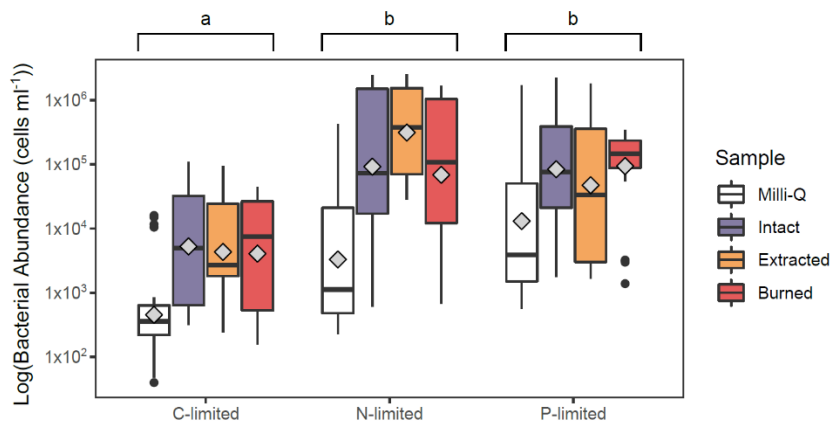 a
b
b
Log(Bacterial Abundance (cells ml⁻¹))
1x10⁶
1x10⁵
1x10⁴
1x10³
1x10²
C-limited
N-limited
P-limited
Sample
Milli-Q
Intact
Extracted
Burned